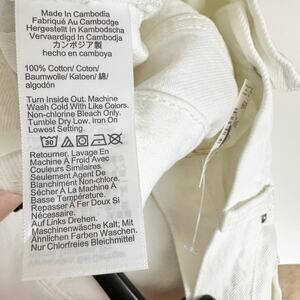 Made In Cambodia
Fabriqué Au Cambodge
Hergestellt In Kambodscha
Vervaardigd In Cambodja
カンボジア製
hecho en camboya
100% Cotton/ Coton/
Baumwolle/ Katoen/ 綿/
algodón
Turn Inside Out. Machine
Wash Cold With Like Colors.
Non-chlorine Bleach Only.
Tumble Dry Low. Iron On
Lowest Setting.
30
Retourner. Lavage En
Machine À Froid Avec
Couleurs Similaires.
Seulement Agent De
Blanchiment Non-chlore.
Sécher À La Machine À
Basse Température.
Repasser À Fer Doux Si
Nécessaire.
Auf Links Drehen.
Maschinenwäsche Kalt; Mit
Ähnlichen Farben Waschen.
Nur Chlorfreies Bleichmittel